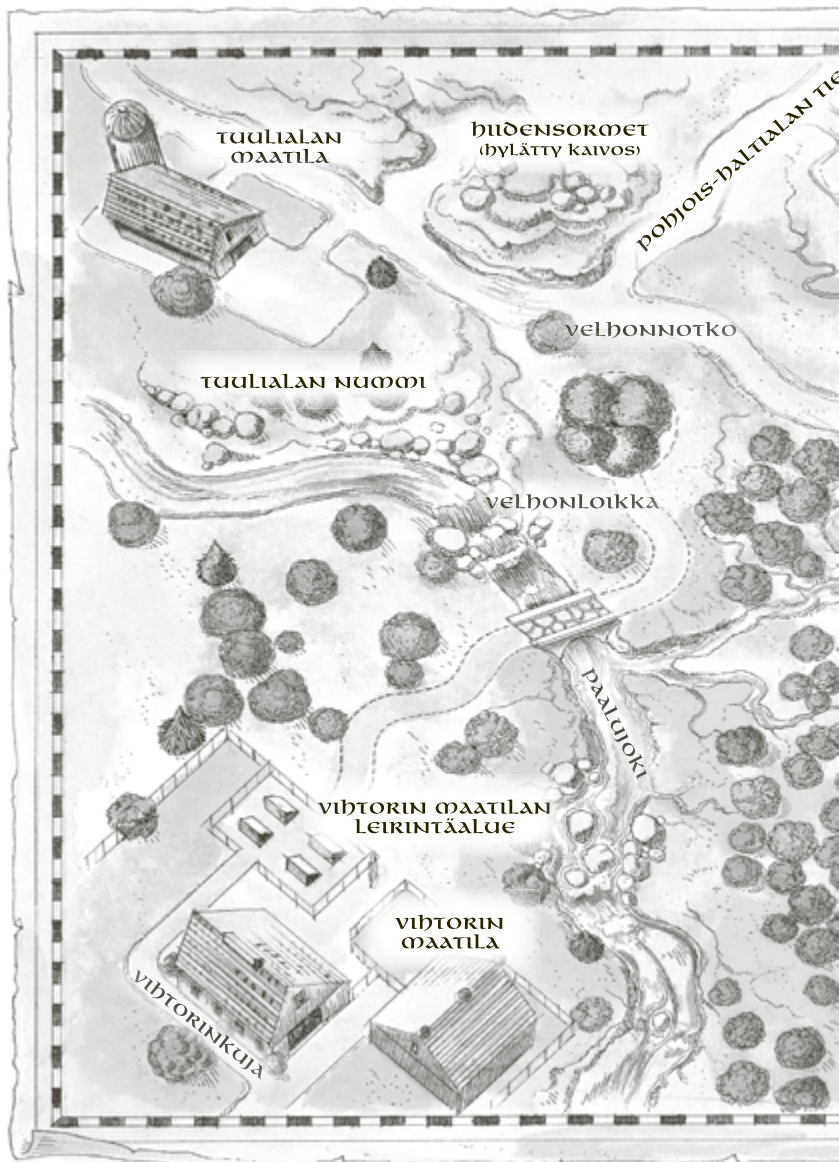 TUULIALAN
MAATILA
HIIDENSORMET
(HYLÄTTY KAIVOS)
POHJOIS-HALTIALAN TIE
VELHONNOTKO
TUULIALAN NUMMI
VELHONLOIKKA
PAALUJOKI
VIHTORIN MAATILAN
LEIRINTÄALUE
VIHTORIN
MAATILA
VIHTORINKUJA